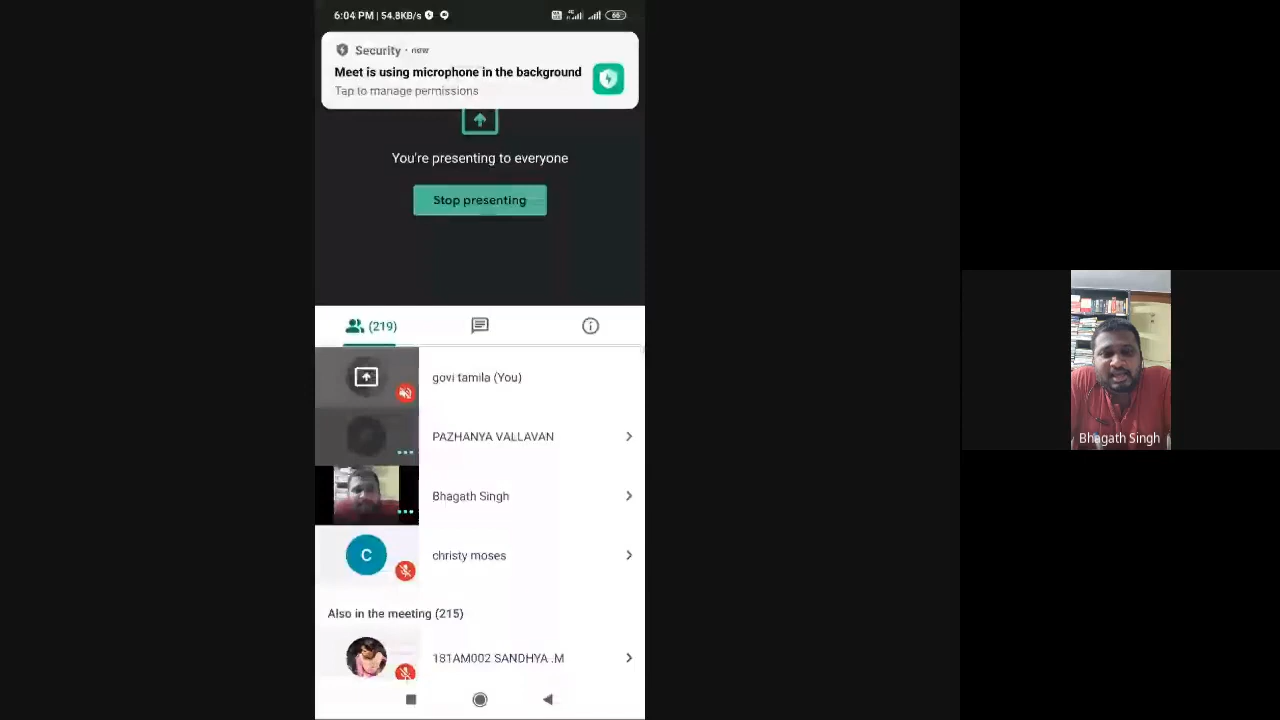 6:04 PM | 54.8KB/s
66
Security · now
Meet is using microphone in the background
Tap to manage permissions
You're presenting to everyone
Stop presenting
(219)
govi tamila (You)
PAZHANYA VALLAVAN
Bhagath Singh
C
christy moses
Also in the meeting (215)
181AM002 SANDHYA .M
Bhagath Singh